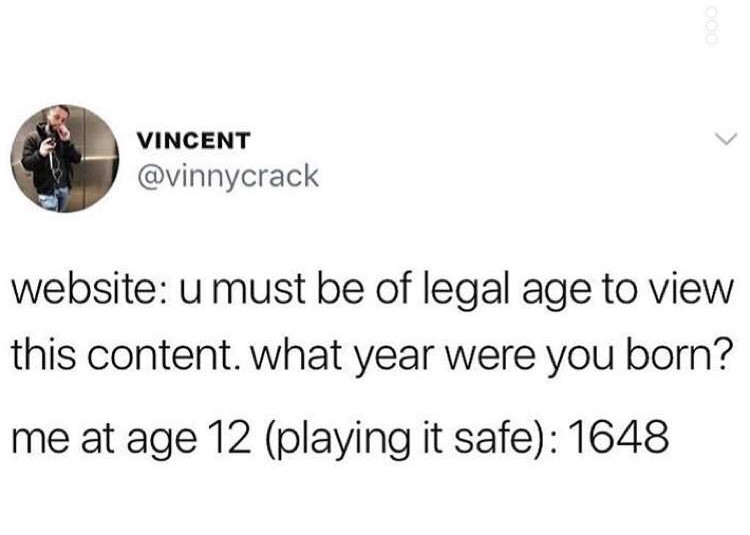 VINCENT
@vinnycrack
website: u must be of legal age to view
this content. what year were you born?
me at age 12 (playing it safe): 1648